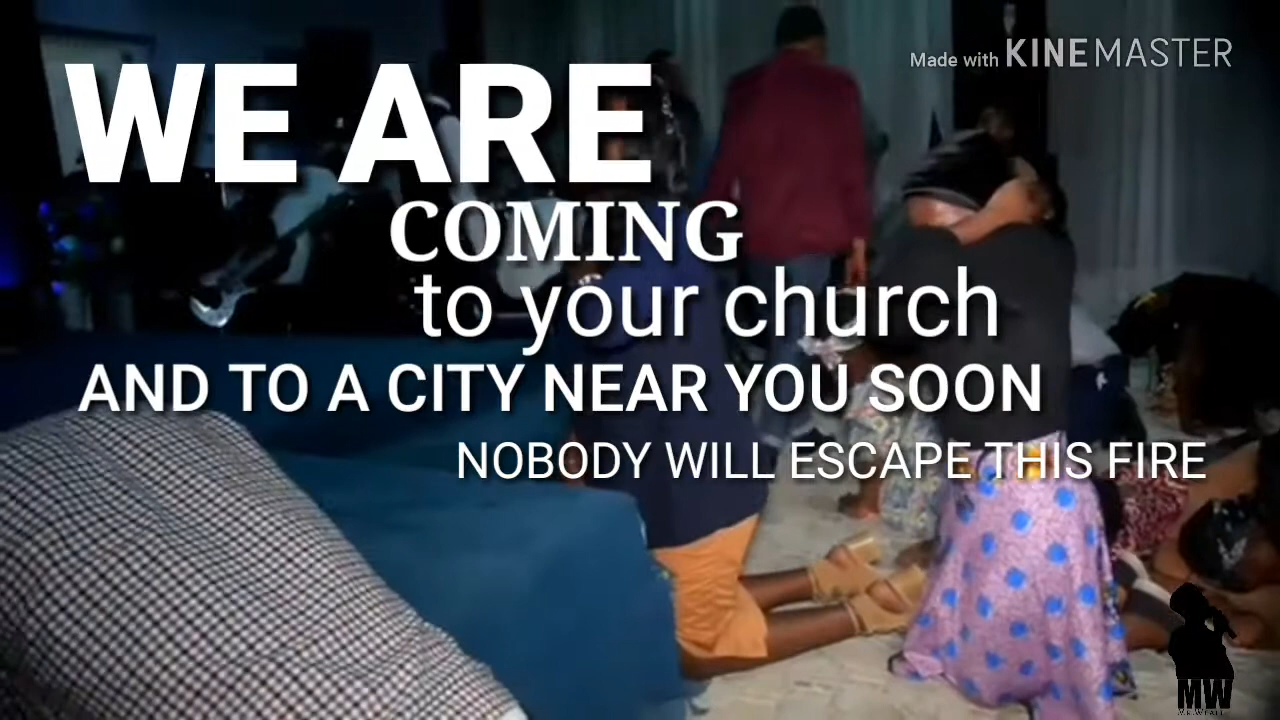 Made with KINEMASTER
WE ARE
COMING
to your church
AND TO A CITY NEAR YOU SOON
NOBODY WILL ESCAPE THIS FIRE
MW